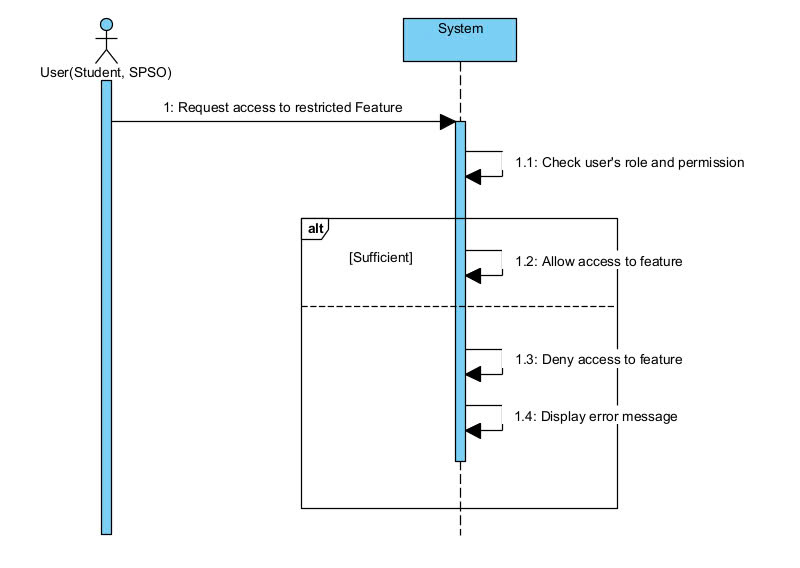 System
User(Student, SPSO)
1: Request access to restricted Feature
1.1: Check user's role and permission
alt
[Sufficient]
1.2: Allow access to feature
1.3: Deny access to feature
1.4: Display error message